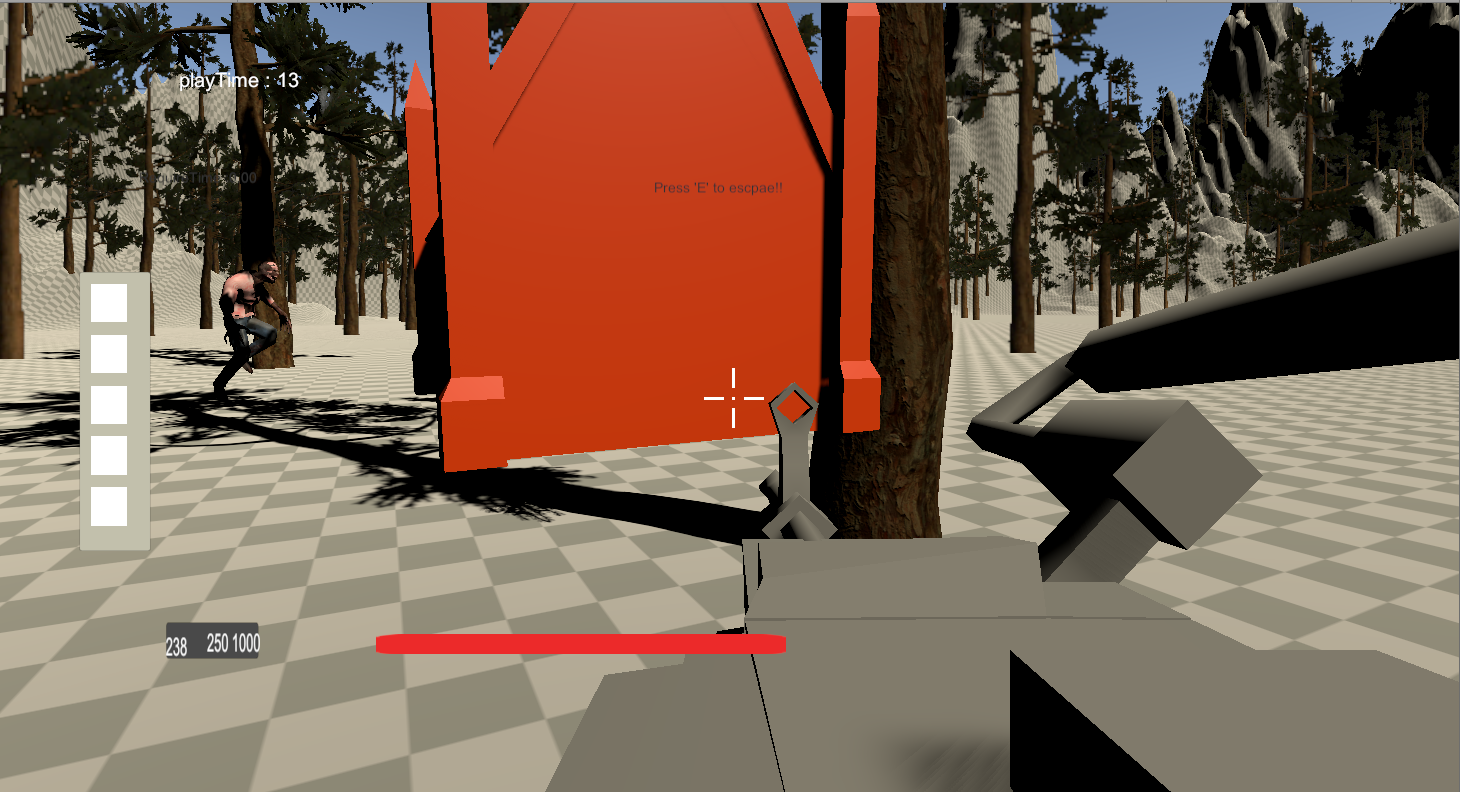 playTime : 13
Press 'E' to escpae!!
238 250 1000